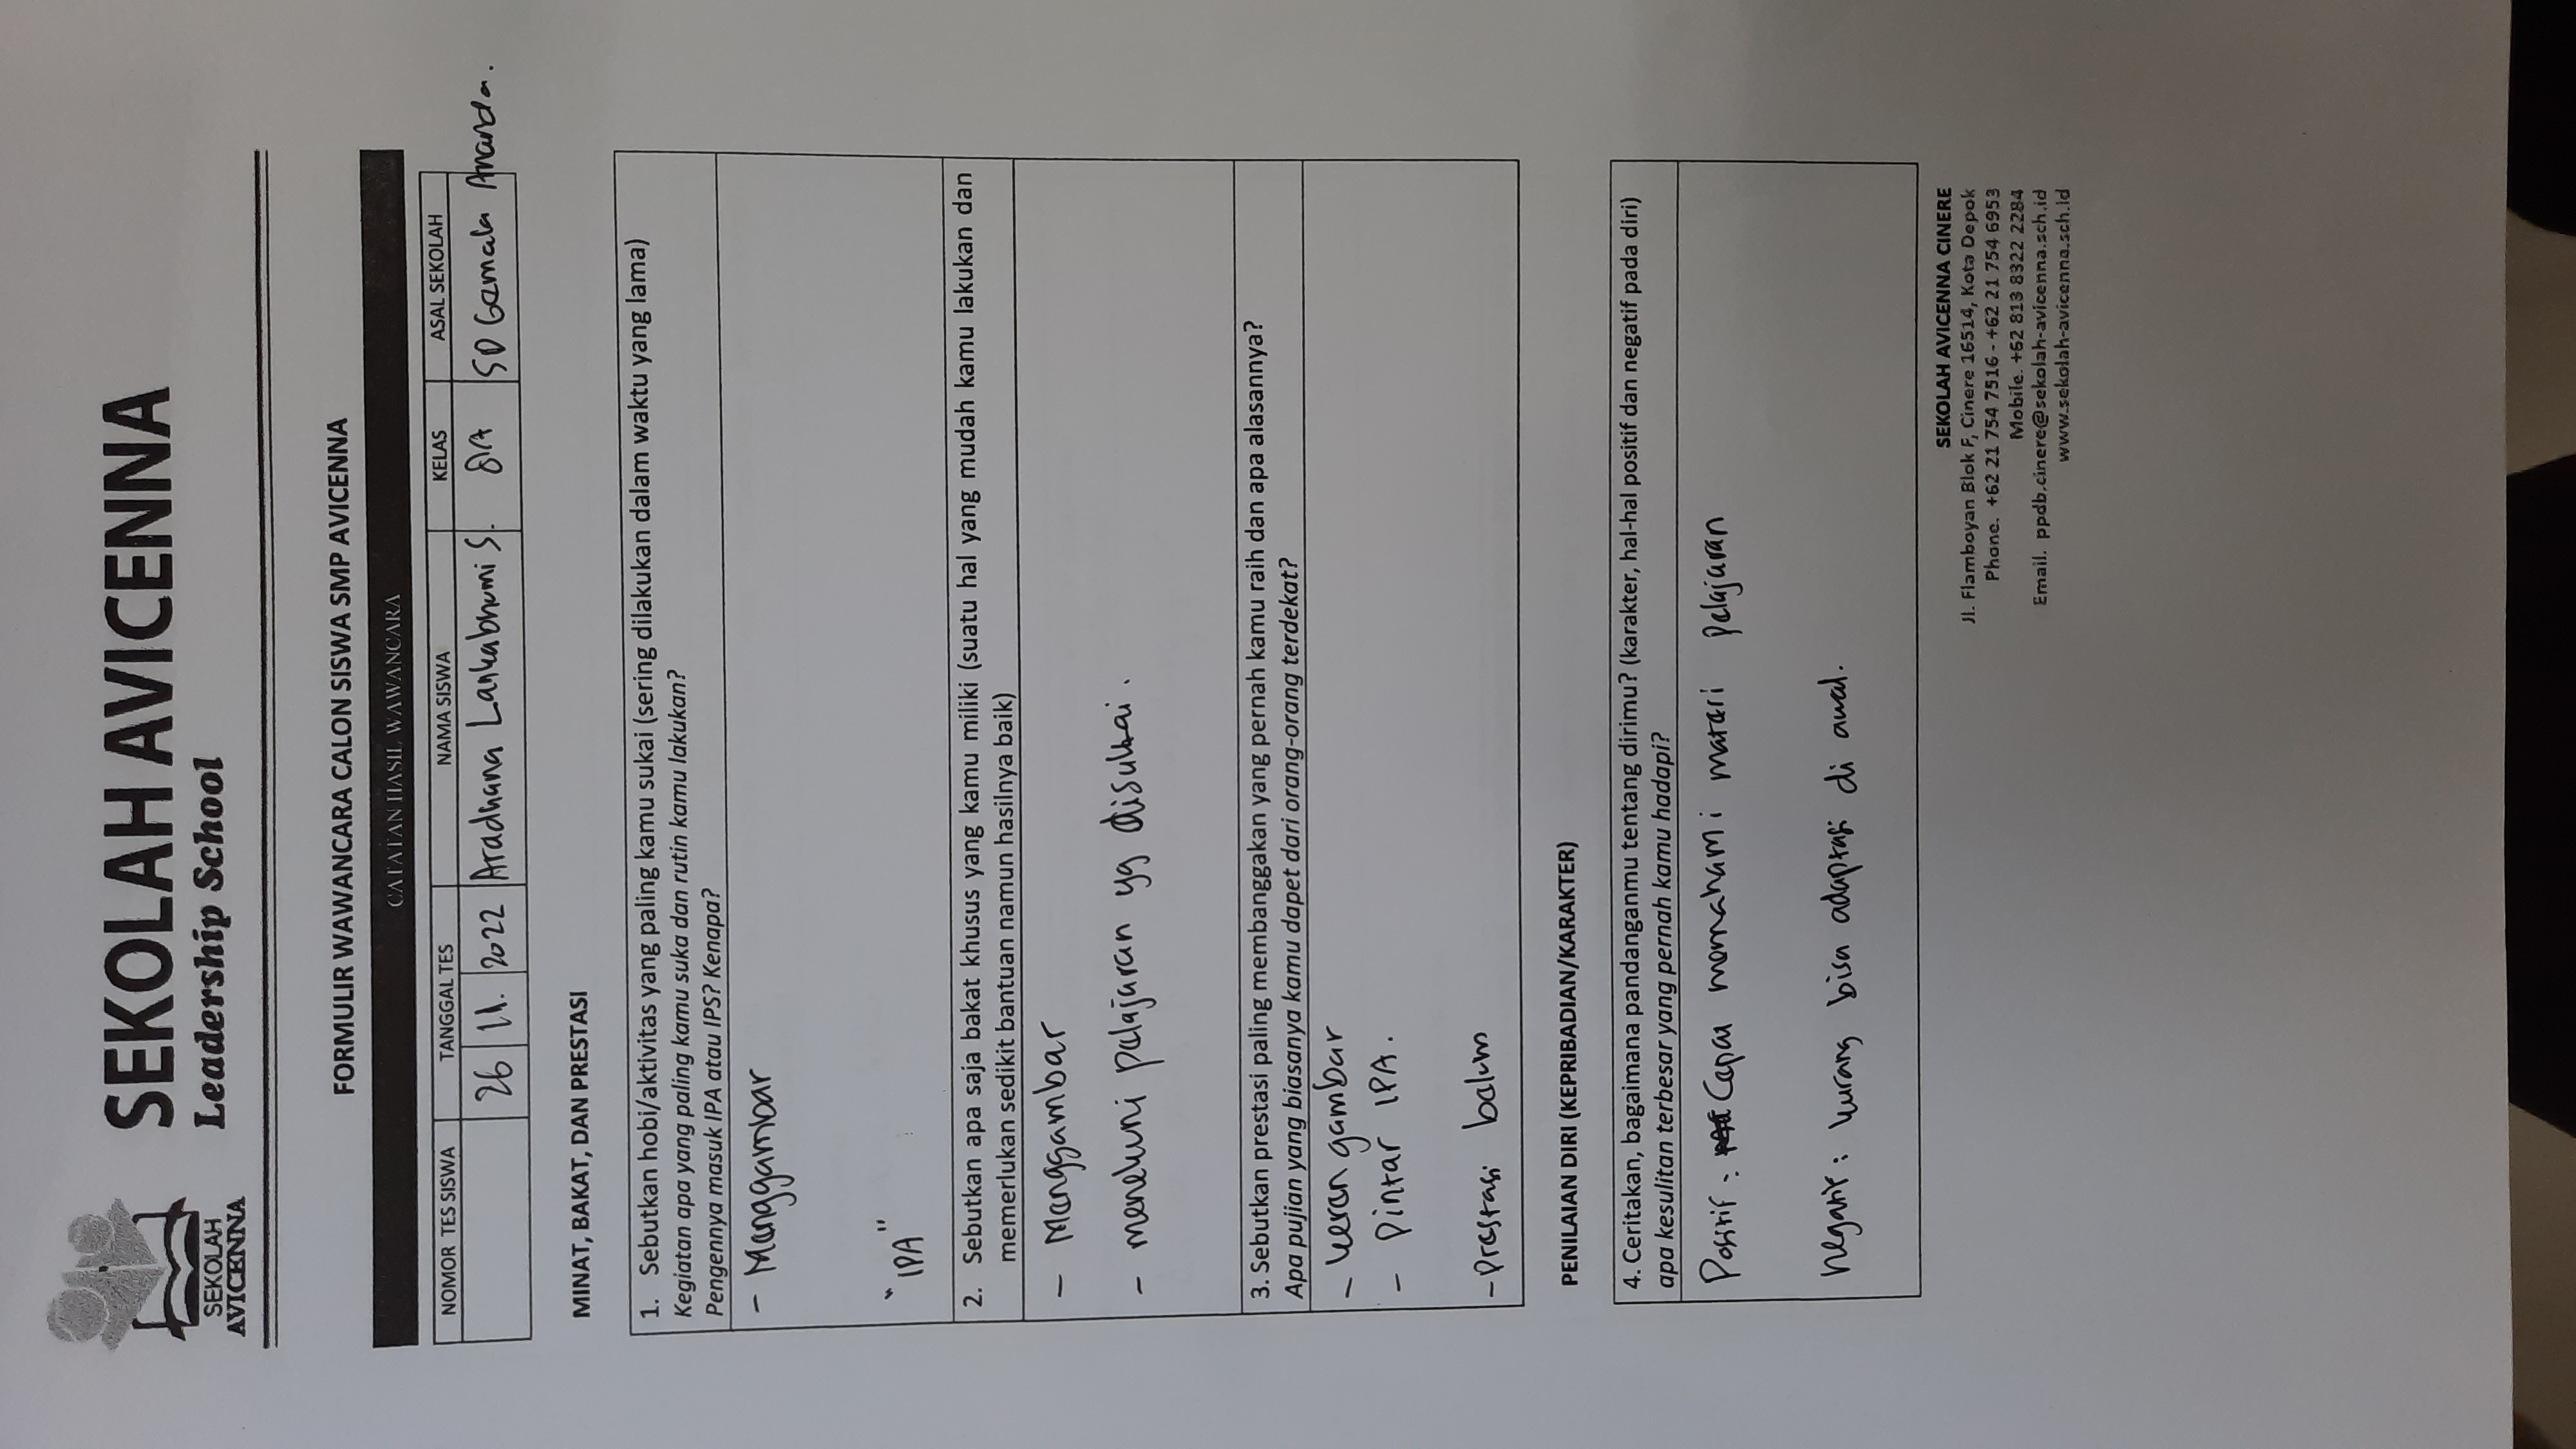 SEKOLAH AVICENNA
Leadership School
SEKOLAH
AVICENNA
FORMULIR WAWANCARA CALON SISWA SMP AVICENNA
CATATAN HASIL WAWANCARA
NOMOR TES SISWA TANGGAL TES NAMA SISWA KELAS ASAL SEKOLAH
26 11. 2022 Aradhana Lankabhumi S. 8A SD Gemala Ananda.
MINAT, BAKAT, DAN PRESTASI
1. Sebutkan hobi/aktivitas yang paling kamu sukai (sering dilakukan dalam waktu yang lama)
Kegiatan apa yang paling kamu suka dan rutin kamu lakukan?
Pengennya masuk IPA atau IPS? Kenapa?
- Menggambar
"IPA"
2. Sebutkan apa saja bakat khusus yang kamu miliki (suatu hal yang mudah kamu lakukan dan
memerlukan sedikit bantuan namun hasilnya baik)
- Menggambar
- menekuni pelajaran yg disukai.
3. Sebutkan prestasi paling membanggakan yang pernah kamu raih dan apa alasannya?
Apa pujian yang biasanya kamu dapet dari orang-orang terdekat?
- keren gambar
- Pintar IPA.
- prestasi belum
PENILAIAN DIRI (KEPRIBADIAN/KARAKTER)
4. Ceritakan, bagaimana pandanganmu tentang dirimu? (karakter, hal-hal positif dan negatif pada diri)
apa kesulitan terbesar yang pernah kamu hadapi?
Positif : Cepat memahami materi pelajaran
negatif : kurang bisa adaptasi di awal.
SEKOLAH AVICENNA CINERE
Jl. Flamboyan Blok F, Cinere 16514, Kota Depok
Phone. +62 21 754 7516 - +62 21 754 6953
Mobile. +62 813 8322 2284
Email. ppdb.cinere@sekolah-avicenna.sch.id
www.sekolah-avicenna.sch.id